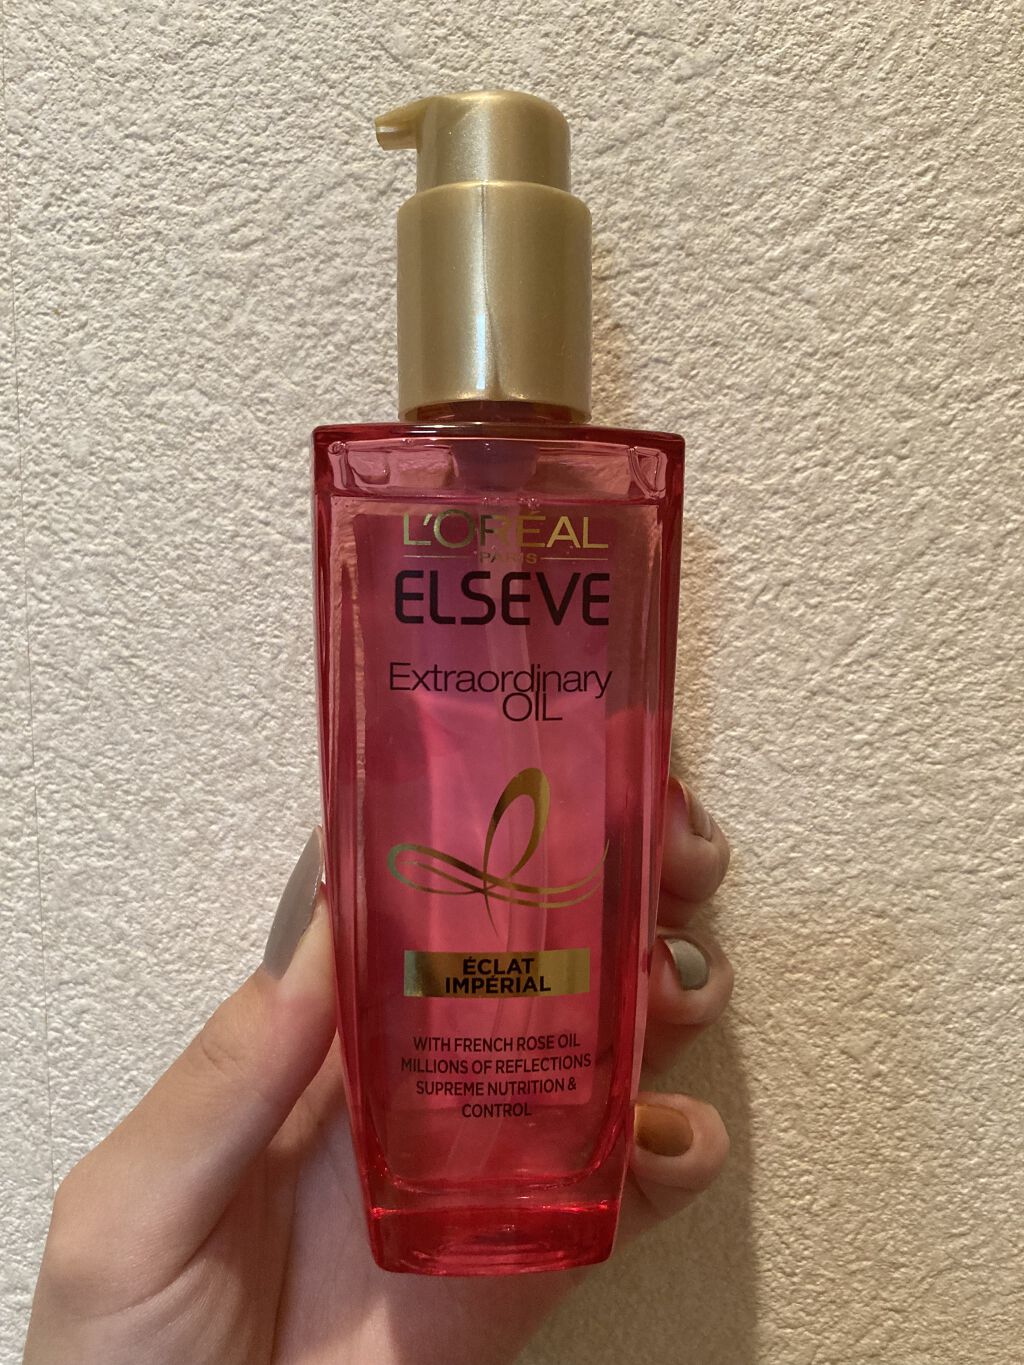 L'ORÉAL
PARIS
ELSEVE
Extraordinary
OIL
ÉCLAT
IMPÉRIAL
WITH FRENCH ROSE OIL
MILLIONS OF REFLECTIONS
SUPREME NUTRITION &
CONTROL